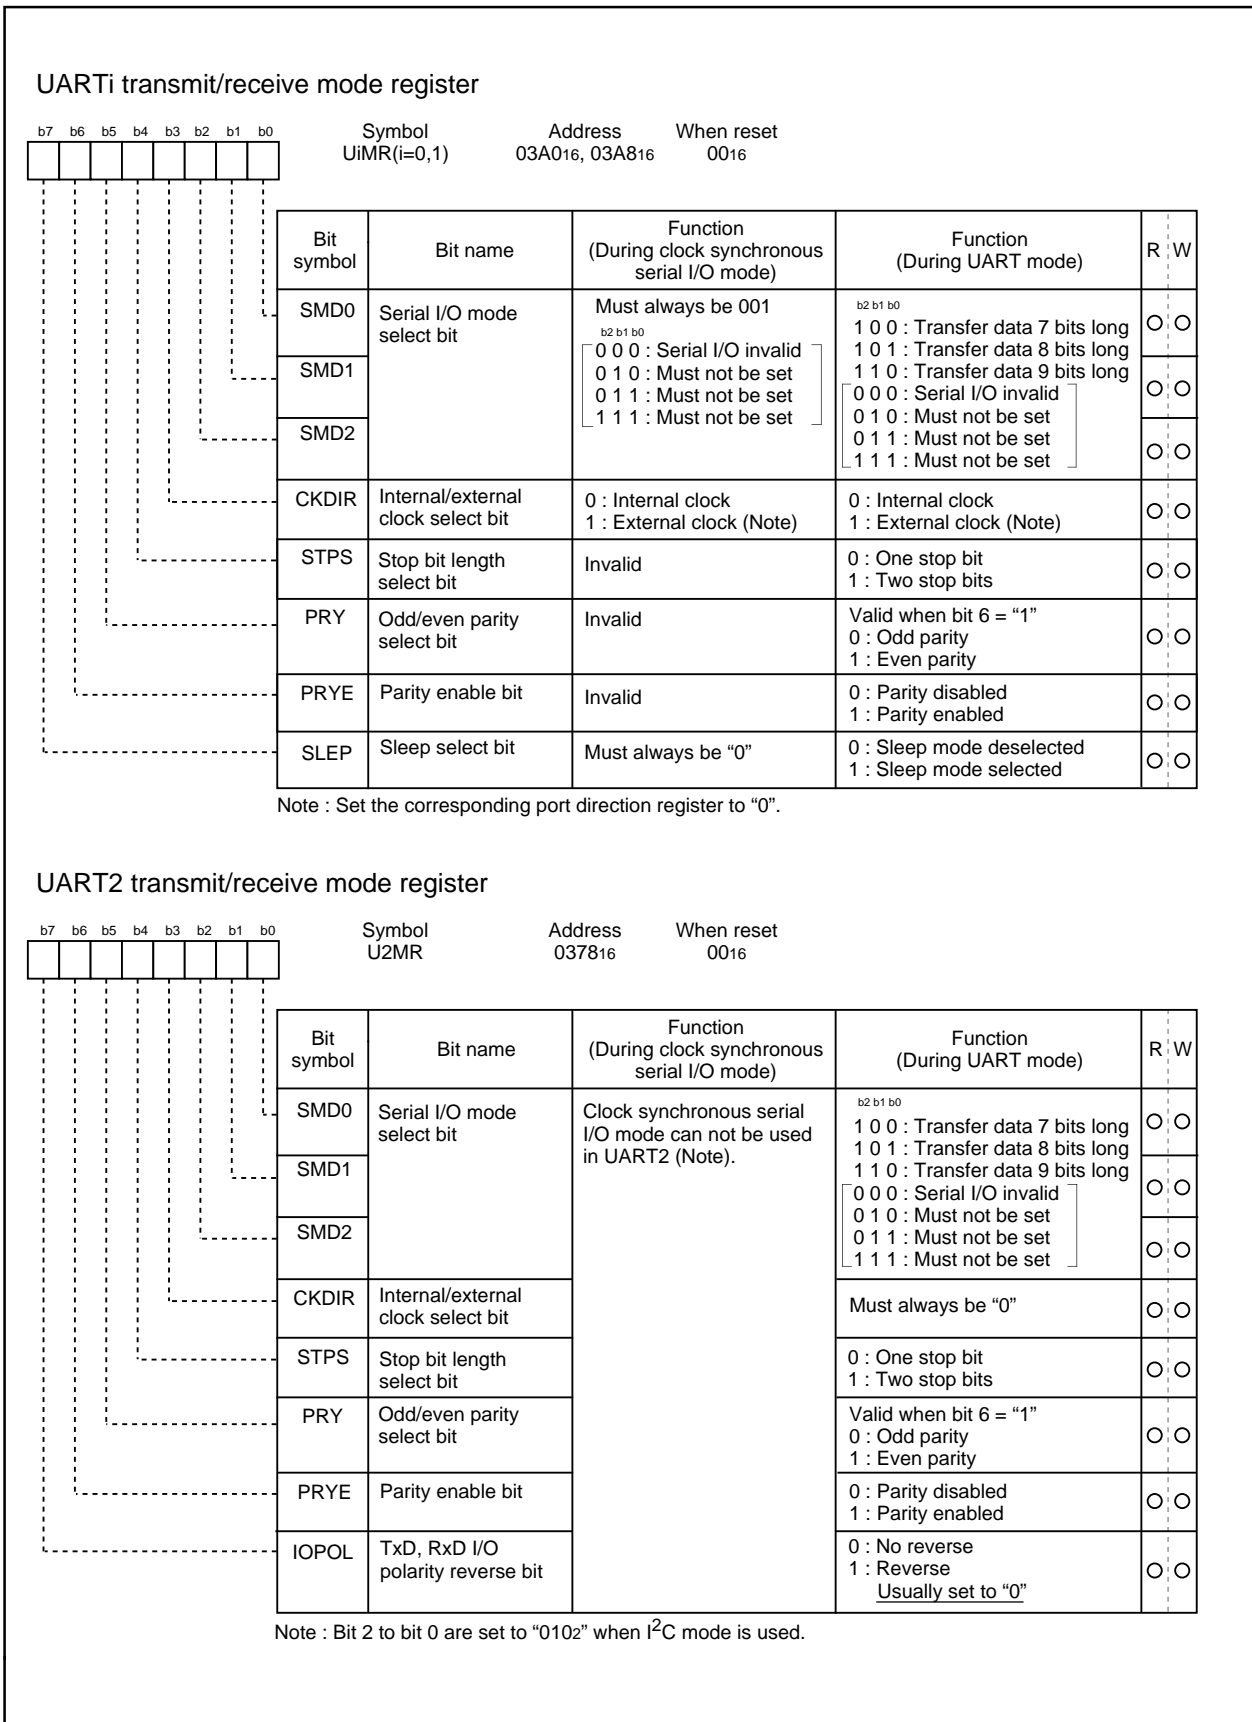 UARTi transmit/receive mode register
b7 b6 b5 b4 b3 b2 b1 b0
Symbol Address When reset
UiMR(i=0,1) 03A016, 03A816 0016
Bit symbol Bit name Function (During clock synchronous serial I/O mode) Function (During UART mode) R W
SMD0 Serial I/O mode select bit
SMD1
SMD2
Must always be 001
b2 b1 b0
0 0 0 : Serial I/O invalid
0 1 0 : Must not be set
0 1 1 : Must not be set
1 1 1 : Must not be set
b2 b1 b0
1 0 0 : Transfer data 7 bits long
1 0 1 : Transfer data 8 bits long
1 1 0 : Transfer data 9 bits long
0 0 0 : Serial I/O invalid
0 1 0 : Must not be set
0 1 1 : Must not be set
1 1 1 : Must not be set
CKDIR Internal/external clock select bit
0 : Internal clock
1 : External clock (Note)
0 : Internal clock
1 : External clock (Note)
STPS Stop bit length select bit
Invalid
0 : One stop bit
1 : Two stop bits
PRY Odd/even parity select bit
Invalid
Valid when bit 6 = “1”
0 : Odd parity
1 : Even parity
PRYE Parity enable bit
Invalid
0 : Parity disabled
1 : Parity enabled
SLEP Sleep select bit
Must always be “0”
0 : Sleep mode deselected
1 : Sleep mode selected
Note : Set the corresponding port direction register to “0”.
UART2 transmit/receive mode register
b7 b6 b5 b4 b3 b2 b1 b0
Symbol Address When reset
U2MR 037816 0016
Bit symbol Bit name Function (During clock synchronous serial I/O mode) Function (During UART mode) R W
SMD0 Serial I/O mode select bit
SMD1
SMD2
Clock synchronous serial
I/O mode can not be used
in UART2 (Note).
b2 b1 b0
1 0 0 : Transfer data 7 bits long
1 0 1 : Transfer data 8 bits long
1 1 0 : Transfer data 9 bits long
0 0 0 : Serial I/O invalid
0 1 0 : Must not be set
0 1 1 : Must not be set
1 1 1 : Must not be set
CKDIR Internal/external clock select bit
Must always be “0”
STPS Stop bit length select bit
0 : One stop bit
1 : Two stop bits
PRY Odd/even parity select bit
Valid when bit 6 = “1”
0 : Odd parity
1 : Even parity
PRYE Parity enable bit
0 : Parity disabled
1 : Parity enabled
IOPOL TxD, RxD I/O polarity reverse bit
0 : No reverse
1 : Reverse
Usually set to “0”
Note : Bit 2 to bit 0 are set to “0102” when I2C mode is used.